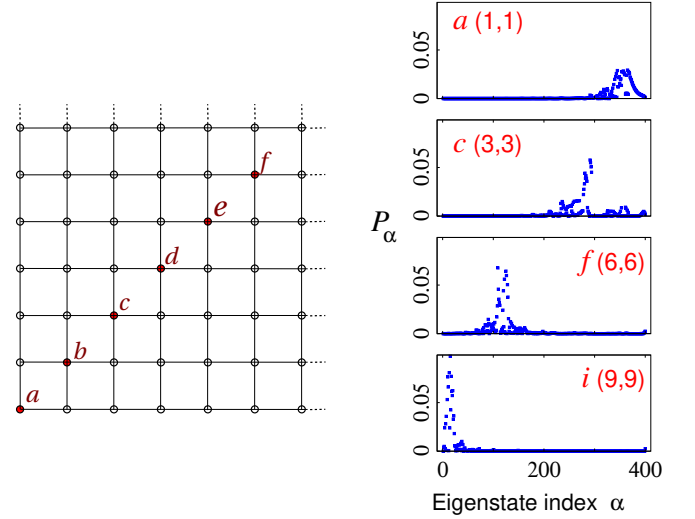 a
b
c
d
e
f
a (1,1)
0.05
0
c (3,3)
0.05
0
f (6,6)
0.05
0
i (9,9)
0.05
0
P_α
0 200 400
Eigenstate index α